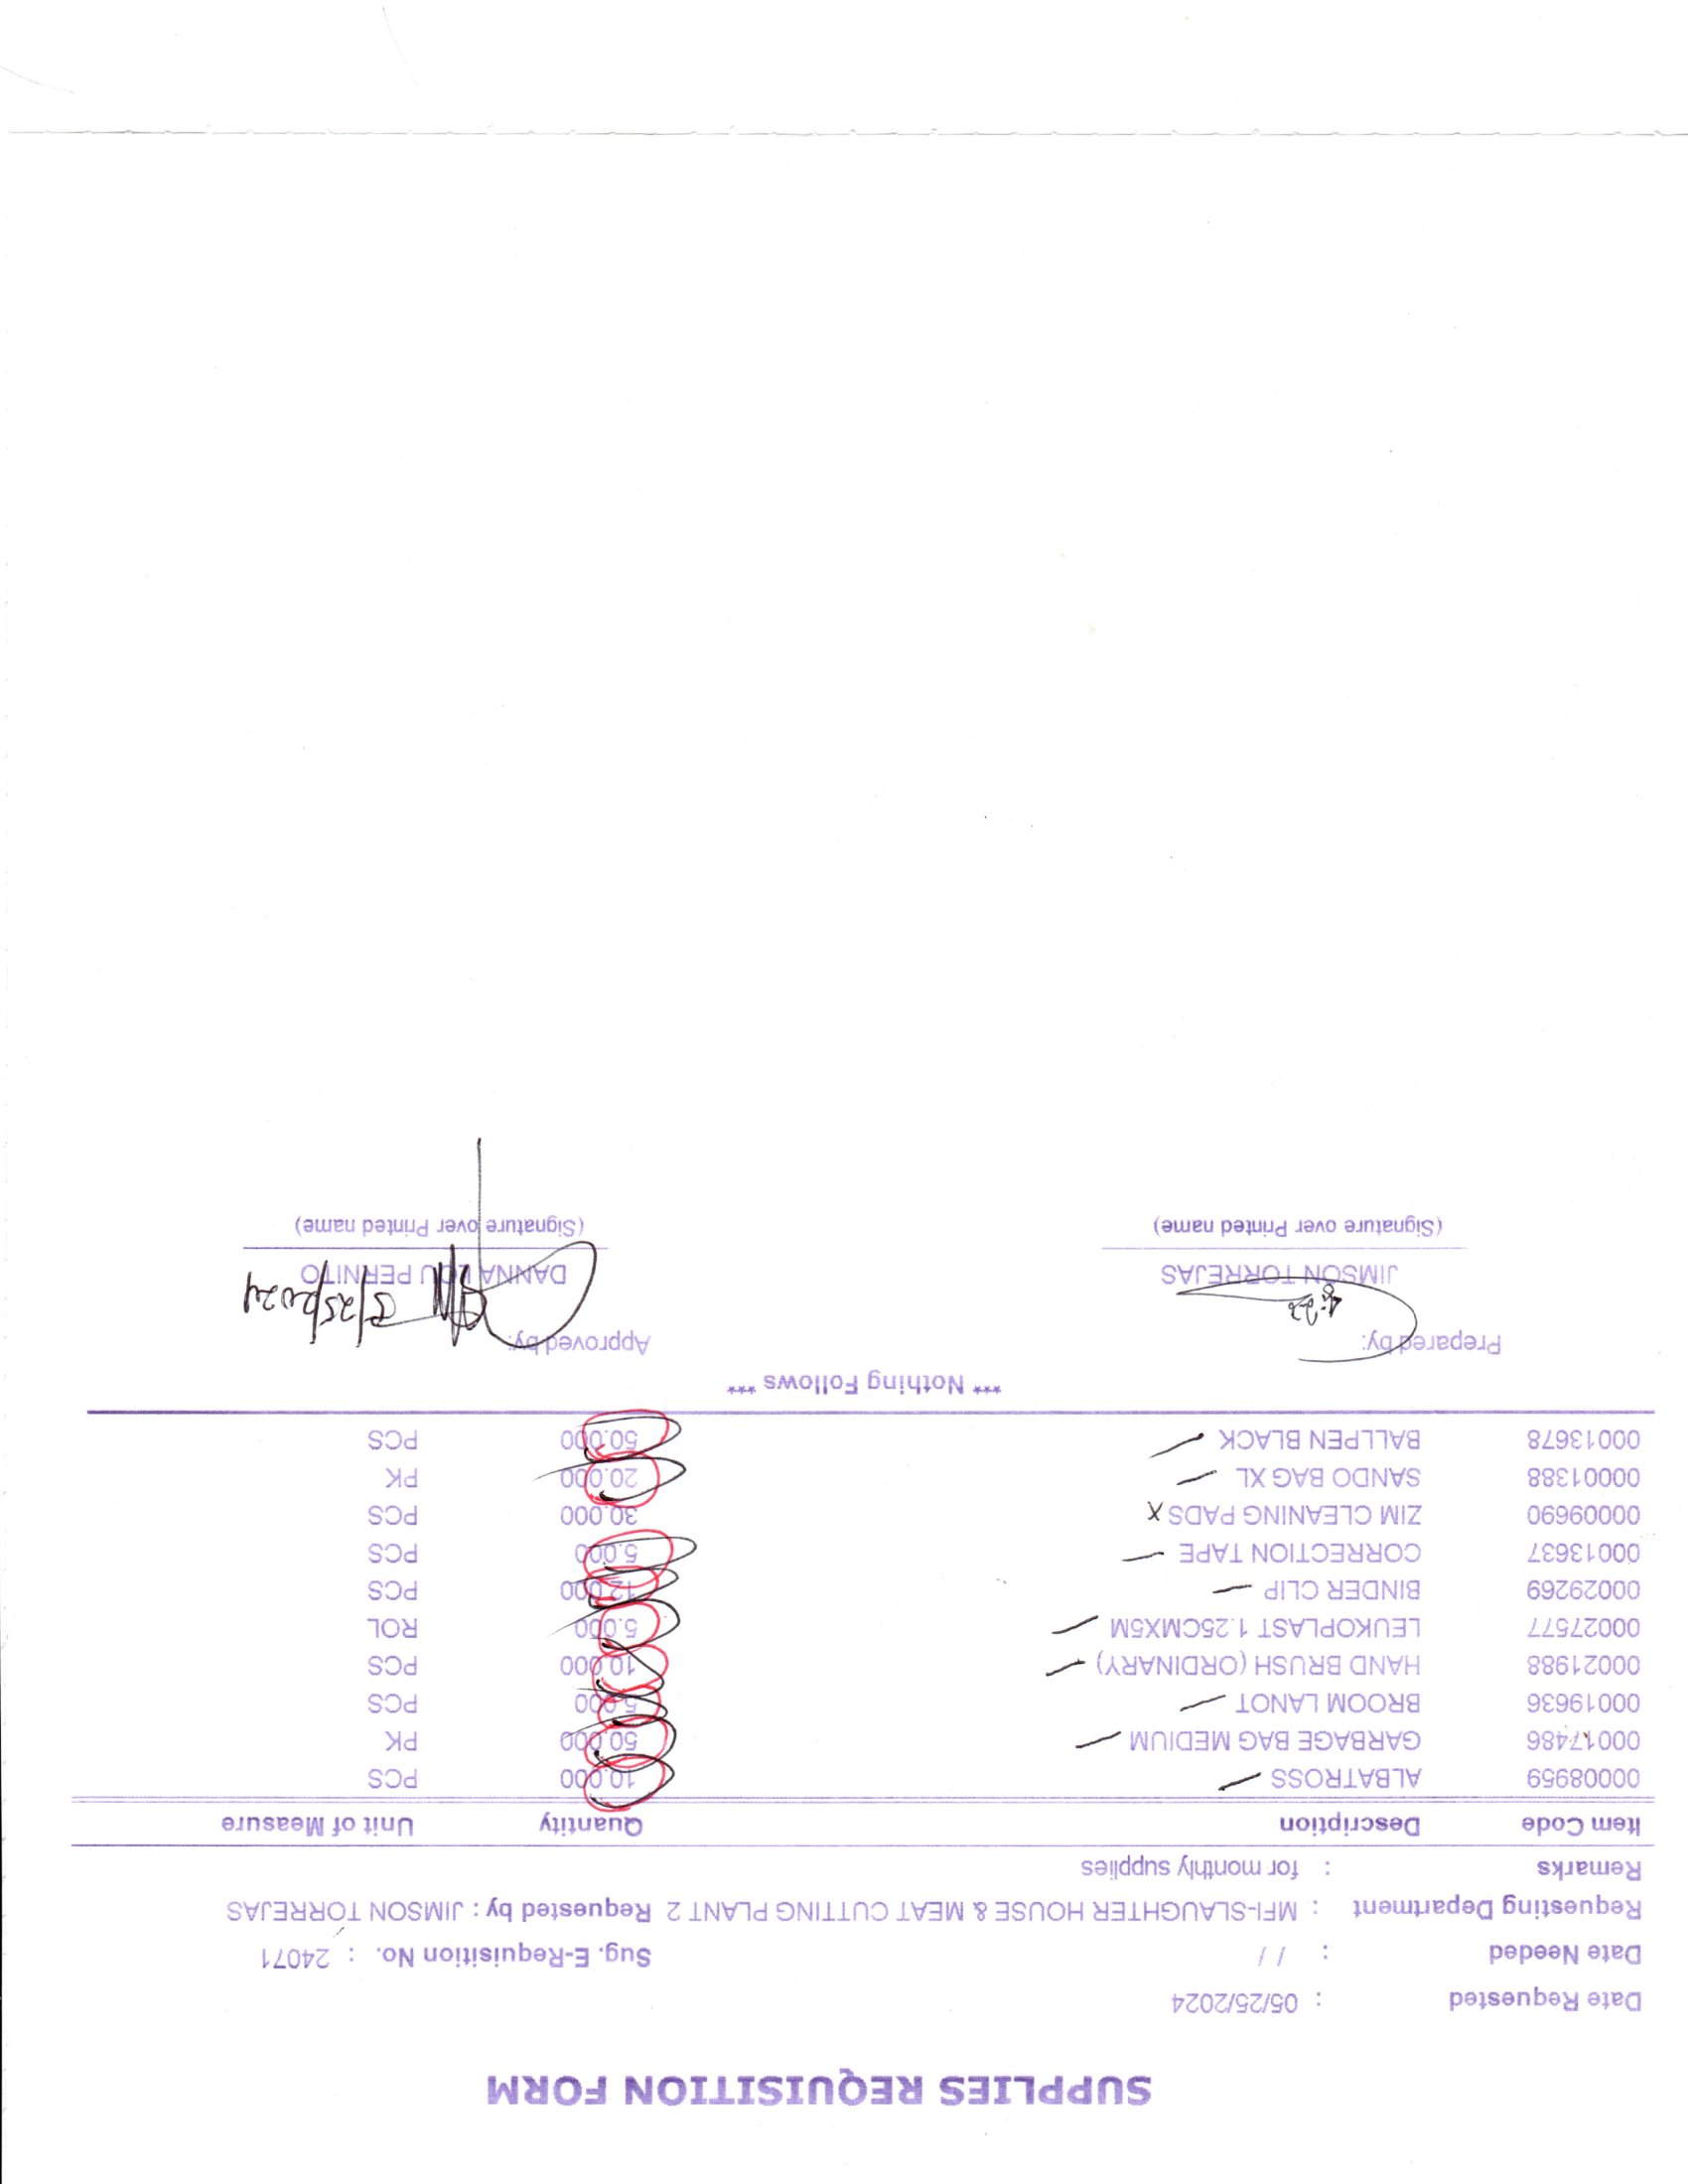 SUPPLIES REQUISITION FORM
Date Requested : 05/25/2024
Date Needed : / / Sug. E-Requisition No. : 24071
Requesting Department : MFI-SLAUGHTER HOUSE & MEAT CUTTING PLANT 2 Requested by : JIMSON TORREJAS
Remarks : for monthly supplies
Item Code Description Quantity Unit of Measure
00008959 ALBATROSS 10.000 PCS
00017486 GARBAGE BAG MEDIUM 50.000 PK
00019636 BROOM LANOT 5.000 PCS
00021988 HAND BRUSH (ORDINARY) 10.000 PCS
00027577 LEUKOPLAST 1.25CMX5M 5.000 ROL
00029269 BINDER CLIP 12.000 PCS
00013637 CORRECTION TAPE 5.000 PCS
00009690 ZIM CLEANING PADS X 30.000 PCS
00001388 SANDO BAG XL 20.000 PK
00013678 BALLPEN BLACK 50.000 PCS
*** Nothing Follows ***
Prepared by: Approved by:
JIMSON TORREJAS DANNA LOU PERNITO 5/25/2024
(Signature over Printed name) (Signature over Printed name)